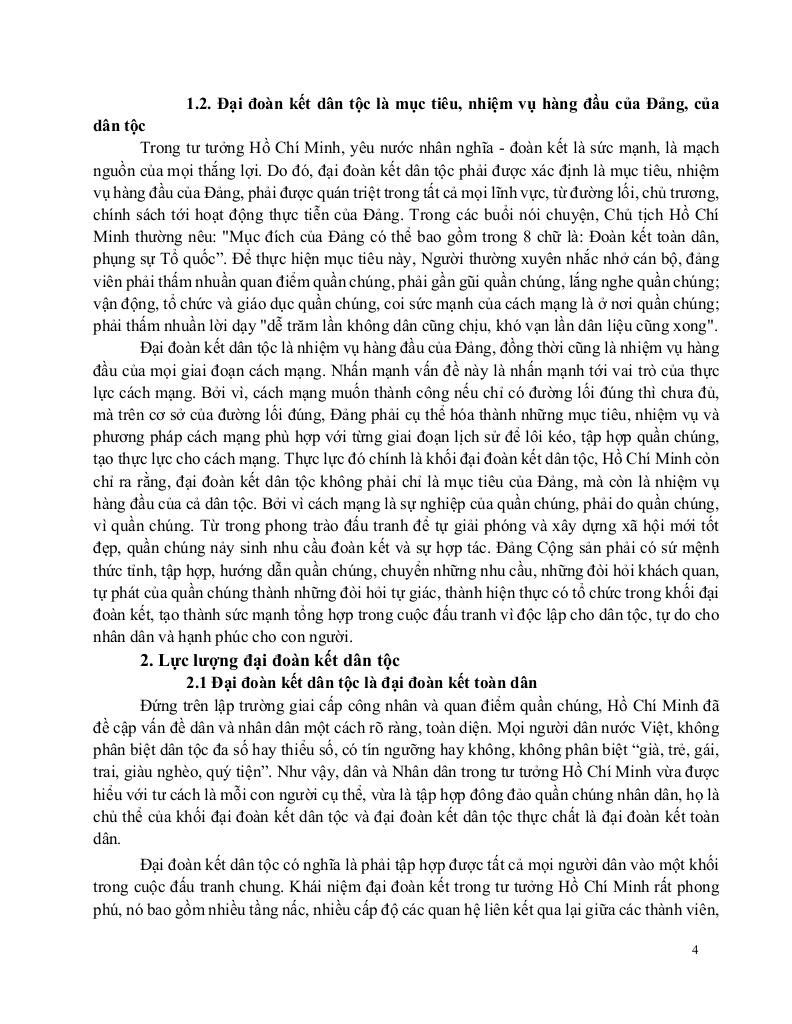 1.2. Đại đoàn kết dân tộc là mục tiêu, nhiệm vụ hàng đầu của Đảng, của
dân tộc
Trong tư tưởng Hồ Chí Minh, yêu nước nhân nghĩa - đoàn kết là sức mạnh, là mạch
nguồn của mọi thắng lợi. Do đó, đại đoàn kết dân tộc phải được xác định là mục tiêu, nhiệm
vụ hàng đầu của Đảng, phải được quán triệt trong tất cả mọi lĩnh vực, từ đường lối, chủ trương,
chính sách tới hoạt động thực tiễn của Đảng. Trong các buổi nói chuyện, Chủ tịch Hồ Chí
Minh thường nêu: "Mục đích của Đảng có thể bao gồm trong 8 chữ là: Đoàn kết toàn dân,
phụng sự Tổ quốc”. Để thực hiện mục tiêu này, Người thường xuyên nhắc nhở cán bộ, đảng
viên phải thấm nhuần quan điểm quần chúng, phải gần gũi quần chúng, lắng nghe quần chúng;
vận động, tổ chức và giáo dục quần chúng, coi sức mạnh của cách mạng là ở nơi quần chúng;
phải thấm nhuần lời dạy "dễ trăm lần không dân cũng chịu, khó vạn lần dân liệu cũng xong".
Đại đoàn kết dân tộc là nhiệm vụ hàng đầu của Đảng, đồng thời cũng là nhiệm vụ hàng
đầu của mọi giai đoạn cách mạng. Nhấn mạnh vấn đề này là nhấn mạnh tới vai trò của thực
lực cách mạng. Bởi vì, cách mạng muốn thành công nếu chỉ có đường lối đúng thì chưa đủ,
mà trên cơ sở của đường lối đúng, Đảng phải cụ thể hóa thành những mục tiêu, nhiệm vụ và
phương pháp cách mạng phù hợp với từng giai đoạn lịch sử để lôi kéo, tập hợp quần chúng,
tạo thực lực cho cách mạng. Thực lực đó chính là khối đại đoàn kết dân tộc, Hồ Chí Minh còn
chỉ ra rằng, đại đoàn kết dân tộc không phải chỉ là mục tiêu của Đảng, mà còn là nhiệm vụ
hàng đầu của cả dân tộc. Bởi vì cách mạng là sự nghiệp của quần chúng, phải do quần chúng,
vì quần chúng. Từ trong phong trào đấu tranh để tự giải phóng và xây dựng xã hội mới tốt
đẹp, quần chúng nảy sinh nhu cầu đoàn kết và sự hợp tác. Đảng Cộng sản phải có sứ mệnh
thức tỉnh, tập hợp, hướng dẫn quần chúng, chuyển những nhu cầu, những đòi hỏi khách quan,
tự phát của quần chúng thành những đòi hỏi tự giác, thành hiện thực có tổ chức trong khối đại
đoàn kết, tạo thành sức mạnh tổng hợp trong cuộc đấu tranh vì độc lập cho dân tộc, tự do cho
nhân dân và hạnh phúc cho con người.
2. Lực lượng đại đoàn kết dân tộc
2.1 Đại đoàn kết dân tộc là đại đoàn kết toàn dân
Đứng trên lập trường giai cấp công nhân và quan điểm quần chúng, Hồ Chí Minh đã
đề cập vấn đề dân và nhân dân một cách rõ ràng, toàn diện. Mọi người dân nước Việt, không
phân biệt dân tộc đa số hay thiểu số, có tín ngưỡng hay không, không phân biệt “già, trẻ, gái,
trai, giàu nghèo, quý tiện”. Như vậy, dân và Nhân dân trong tư tưởng Hồ Chí Minh vừa được
hiểu với tư cách là mỗi con người cụ thể, vừa là tập hợp đông đảo quần chúng nhân dân, họ là
chủ thể của khối đại đoàn kết dân tộc và đại đoàn kết dân tộc thực chất là đại đoàn kết toàn
dân.
Đại đoàn kết dân tộc có nghĩa là phải tập hợp được tất cả mọi người dân vào một khối
trong cuộc đấu tranh chung. Khái niệm đại đoàn kết trong tư tưởng Hồ Chí Minh rất phong
phú, nó bao gồm nhiều tầng nấc, nhiều cấp độ các quan hệ liên kết qua lại giữa các thành viên,
4